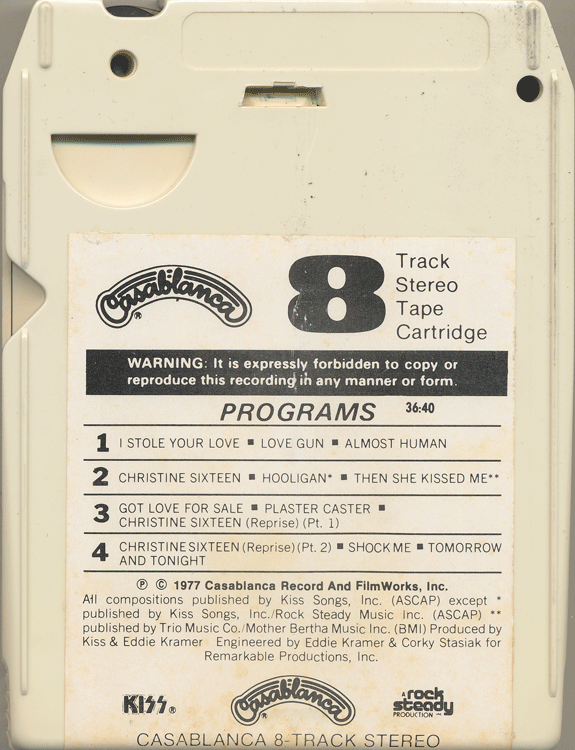 Casablanca
®
8
Track
Stereo
Tape
Cartridge
WARNING: It is expressly forbidden to copy or
reproduce this recording in any manner or form.
PROGRAMS 36:40
1 I STOLE YOUR LOVE ■ LOVE GUN ■ ALMOST HUMAN
2 CHRISTINE SIXTEEN ■ HOOLIGAN* ■ THEN SHE KISSED ME**
3 GOT LOVE FOR SALE ■ PLASTER CASTER ■
CHRISTINE SIXTEEN (Reprise) (Pt. 1)
4 CHRISTINE SIXTEEN (Reprise) (Pt. 2) ■ SHOCK ME ■ TOMORROW
AND TONIGHT
℗ © 1977 Casablanca Record And FilmWorks, Inc.
All compositions published by Kiss Songs, Inc. (ASCAP) except *
published by Kiss Songs, Inc./Rock Steady Music Inc. (ASCAP) **
published by Trio Music Co./Mother Bertha Music Inc. (BMI) Produced by
Kiss & Eddie Kramer Engineered by Eddie Kramer & Corky Stasiak for
Remarkable Productions, Inc.
KISS®
Casablanca
®
A rock
steady
PRODUCTION ™
CASABLANCA 8-TRACK STEREO